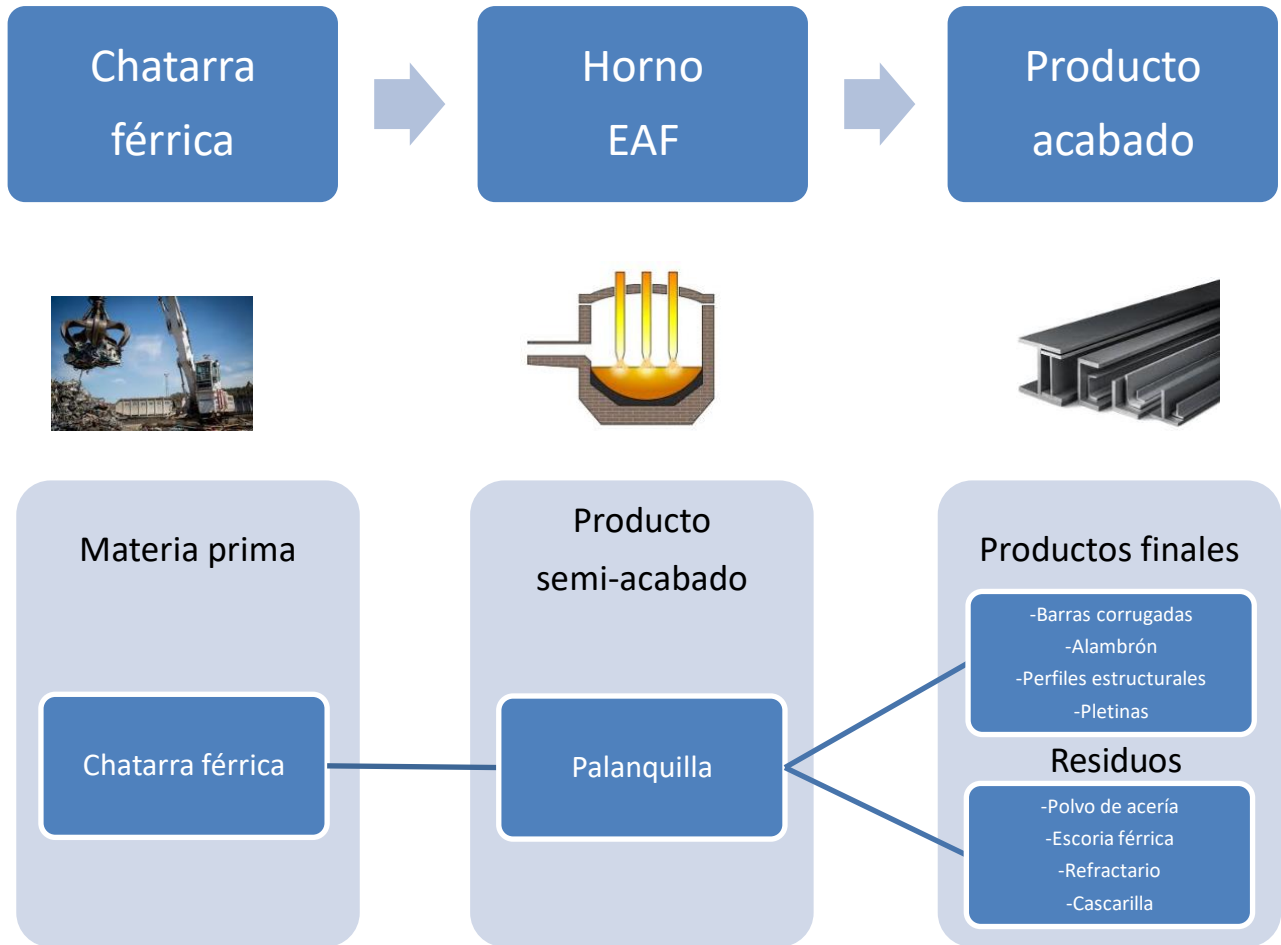 Chatarra
férrica
Horno
EAF
Producto
acabado
Materia prima
Chatarra férrica
Producto
semi-acabado
Palanquilla
Productos finales
-Barras corrugadas
-Alambrón
-Perfiles estructurales
-Pletinas
Residuos
-Polvo de acería
-Escoria férrica
-Refractario
-Cascarilla